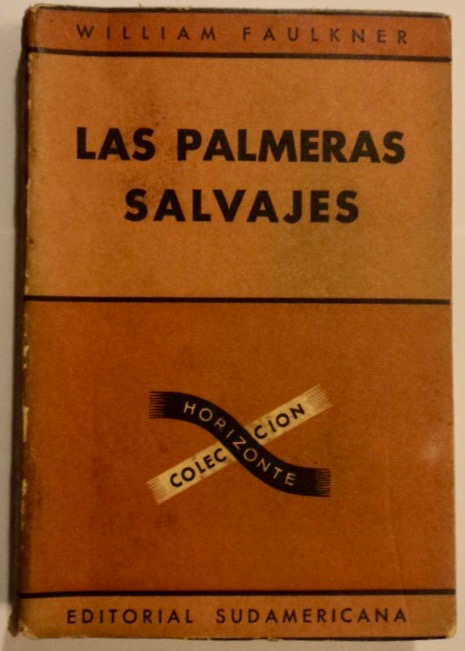 WILLIAM FAULKNER
LAS PALMERAS
SALVAJES
COLECCION
HORIZONTE
EDITORIAL SUDAMERICANA